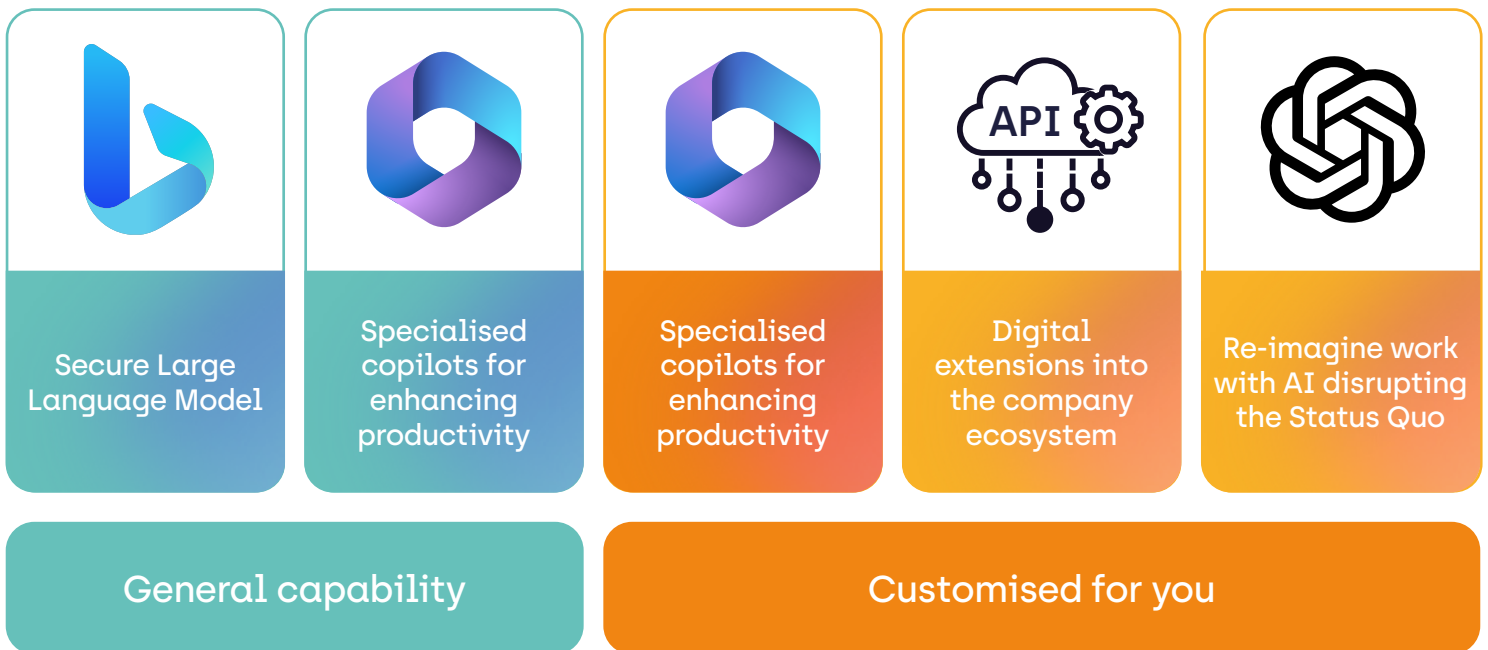 API
Secure Large
Language Model
Specialised
copilots for
enhancing
productivity
Specialised
copilots for
enhancing
productivity
Digital
extensions into
the company
ecosystem
Re-imagine work
with AI disrupting
the Status Quo
General capability
Customised for you